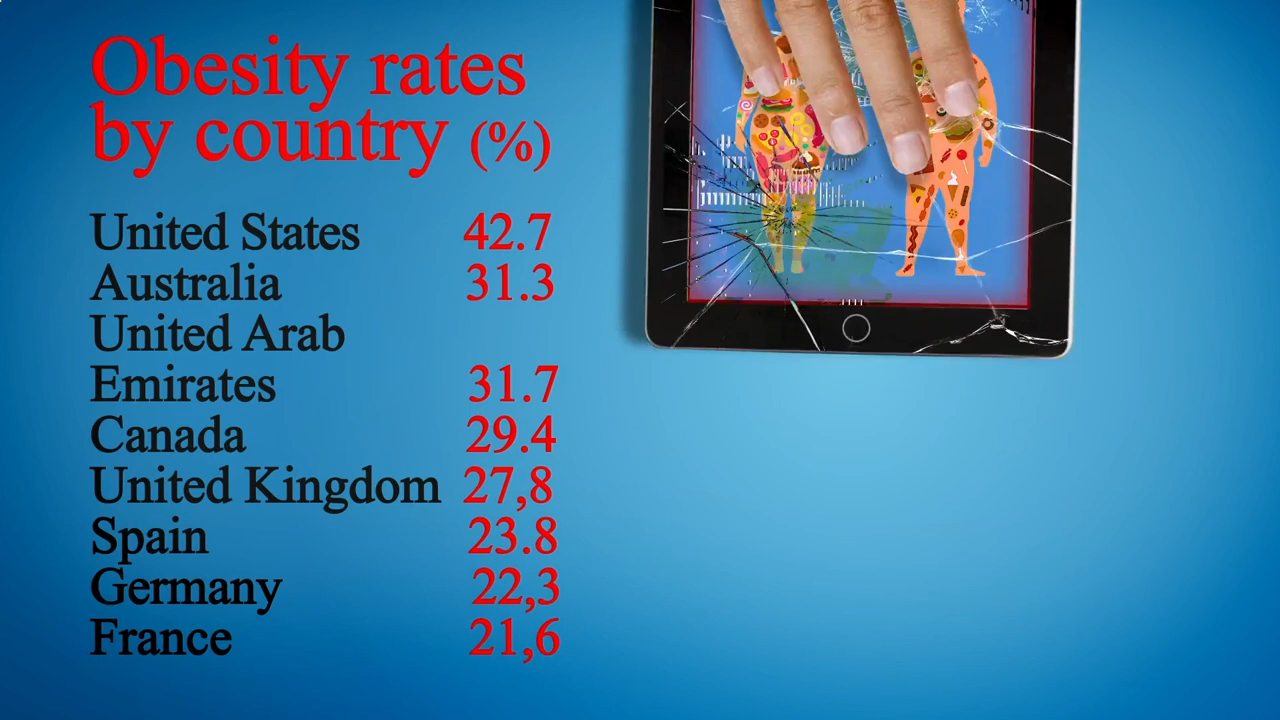 Obesity rates
by country (%)
United States 42.7
Australia 31.3
United Arab
Emirates 31.7
Canada 29.4
United Kingdom 27,8
Spain 23.8
Germany 22,3
France 21,6